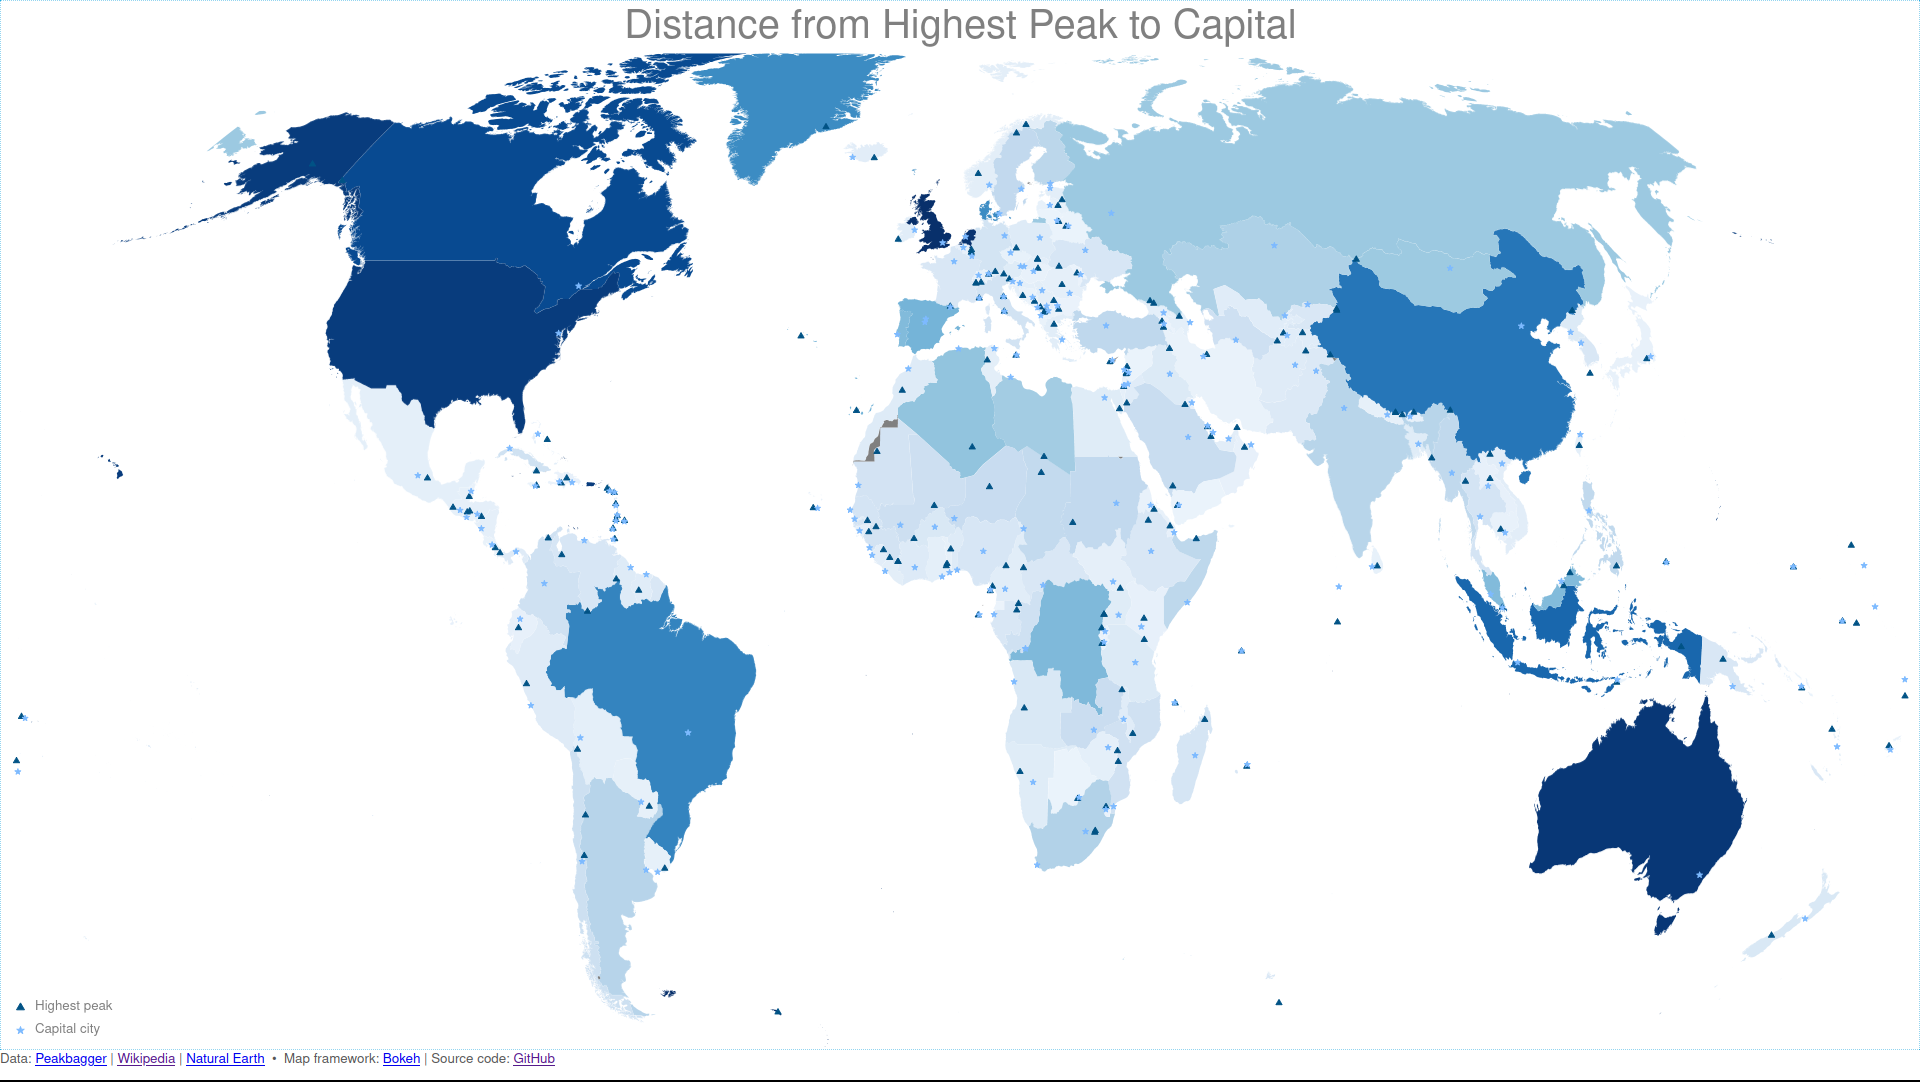 Distance from Highest Peak to Capital
Highest peak
Capital city
Data: Peakbagger | Wikipedia | Natural Earth • Map framework: Bokeh | Source code: GitHub